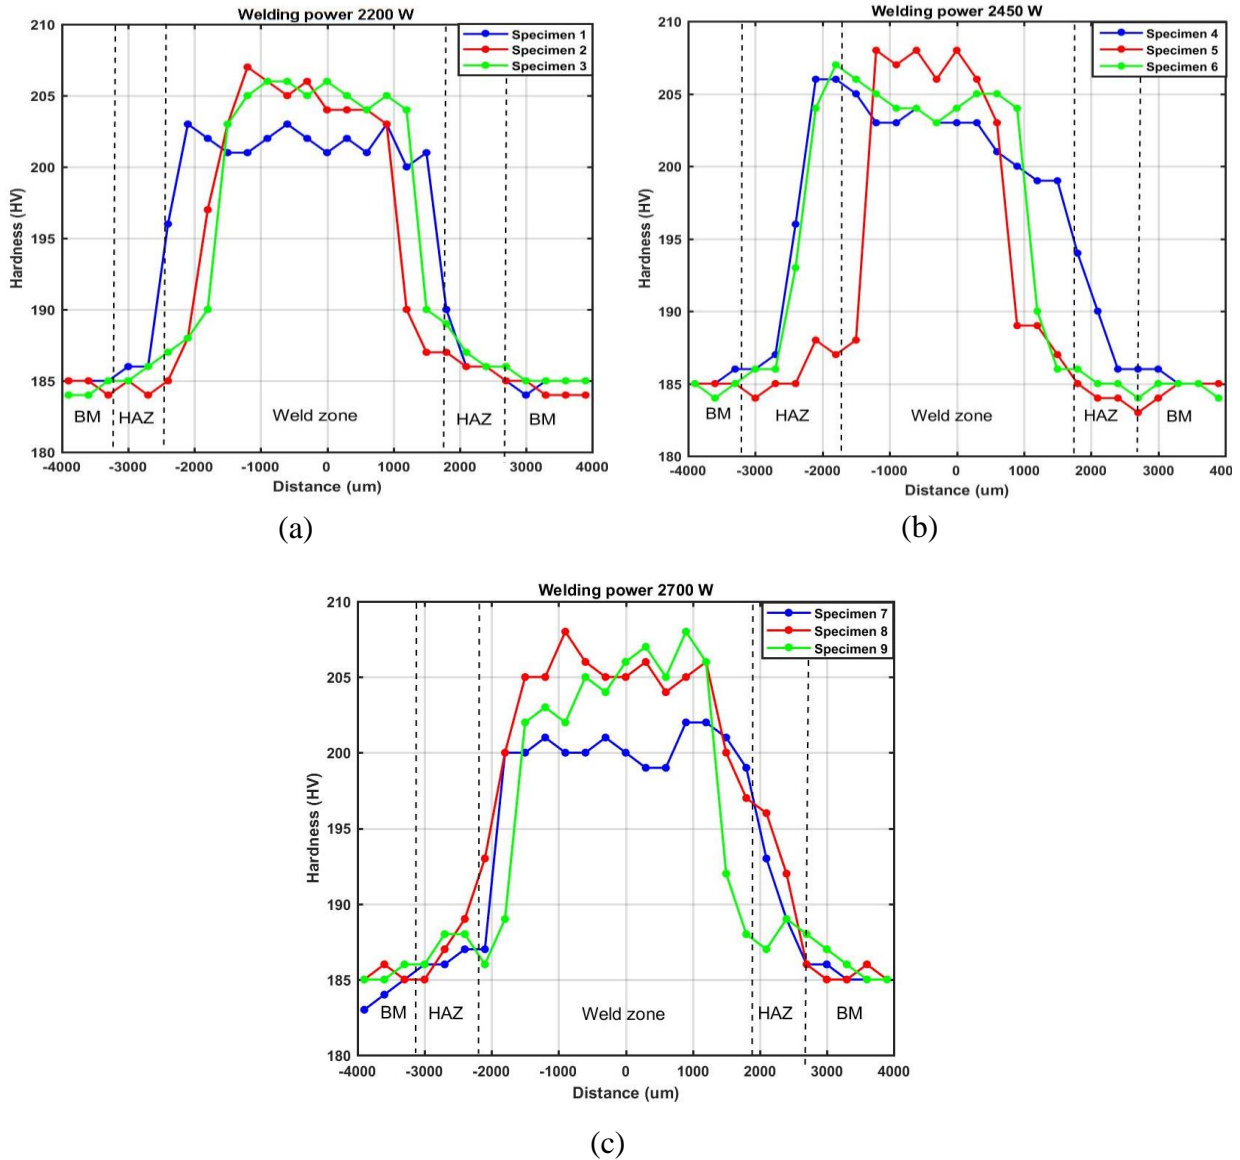 Welding power 2200 W
Specimen 1
Specimen 2
Specimen 3
Hardness (HV)
210
205
200
195
190
185
180
BM
HAZ
Weld zone
HAZ
BM
-4000 -3000 -2000 -1000 0 1000 2000 3000 4000
Distance (um)
(a)
Welding power 2450 W
Specimen 4
Specimen 5
Specimen 6
Hardness (HV)
210
205
200
195
190
185
180
BM
HAZ
Weld zone
HAZ
BM
-4000 -3000 -2000 -1000 0 1000 2000 3000 400
Distance (um)
(b)
Welding power 2700 W
Specimen 7
Specimen 8
Specimen 9
Hardness (HV)
210
205
200
195
190
185
180
BM
HAZ
Weld zone
HAZ
BM
-4000 -3000 -2000 -1000 0 1000 2000 3000 4000
Distance (um)
(c)